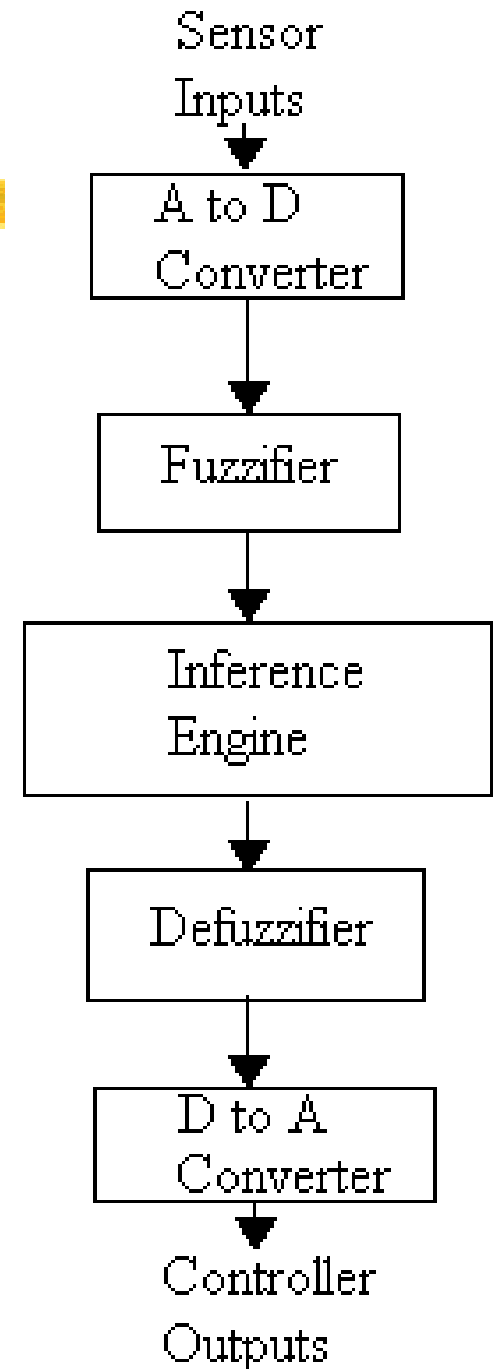 Sensor
Inputs
A to D
Converter
Fuzzifier
Inference
Engine
Defuzzifier
D to A
Converter
Controller
Outputs